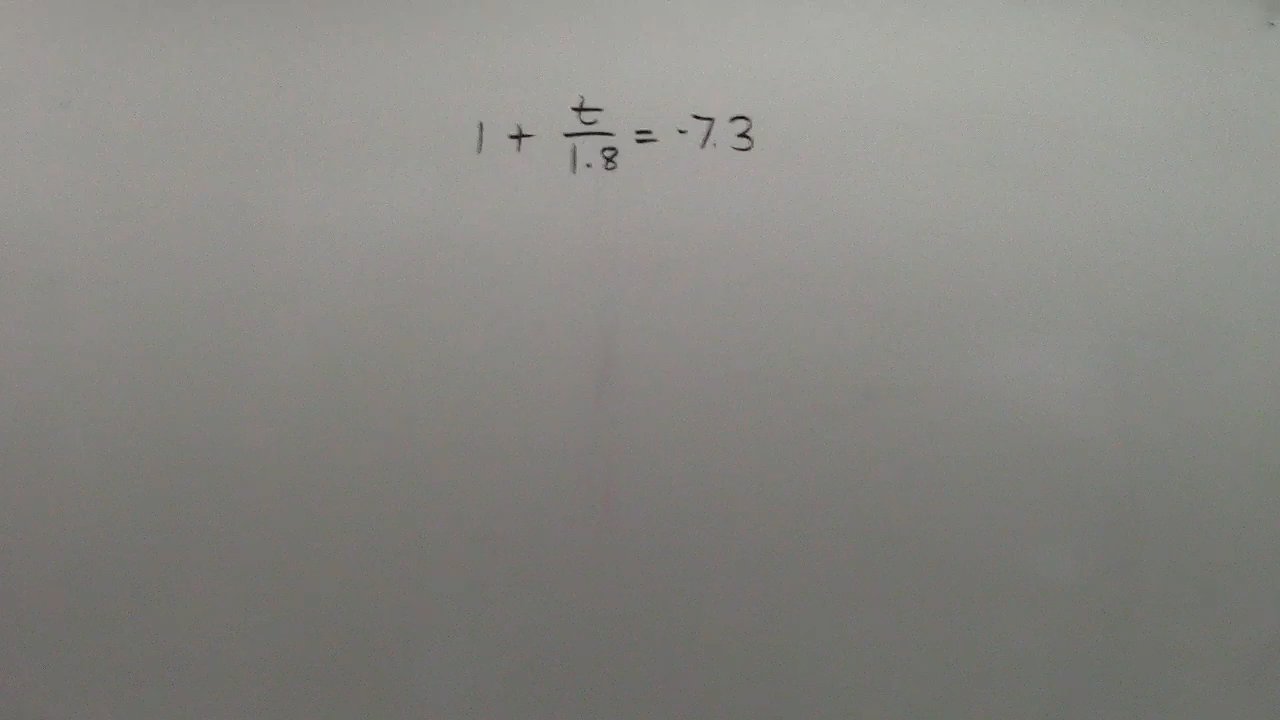 1 + t/1.8 = -7.3